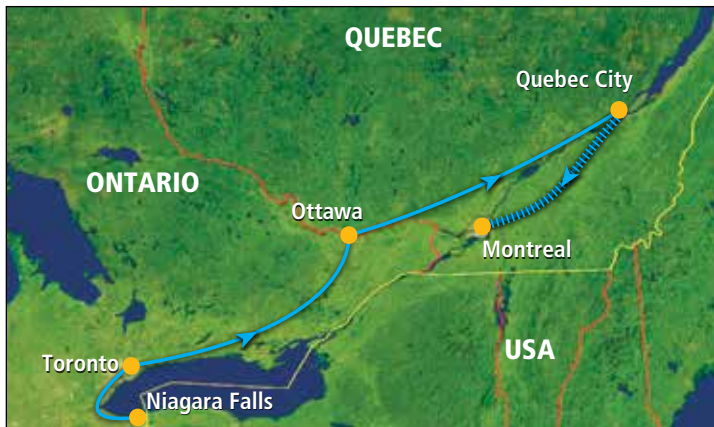 QUEBEC
Quebec City
ONTARIO
Ottawa
Montreal
USA
Toronto
Niagara Falls